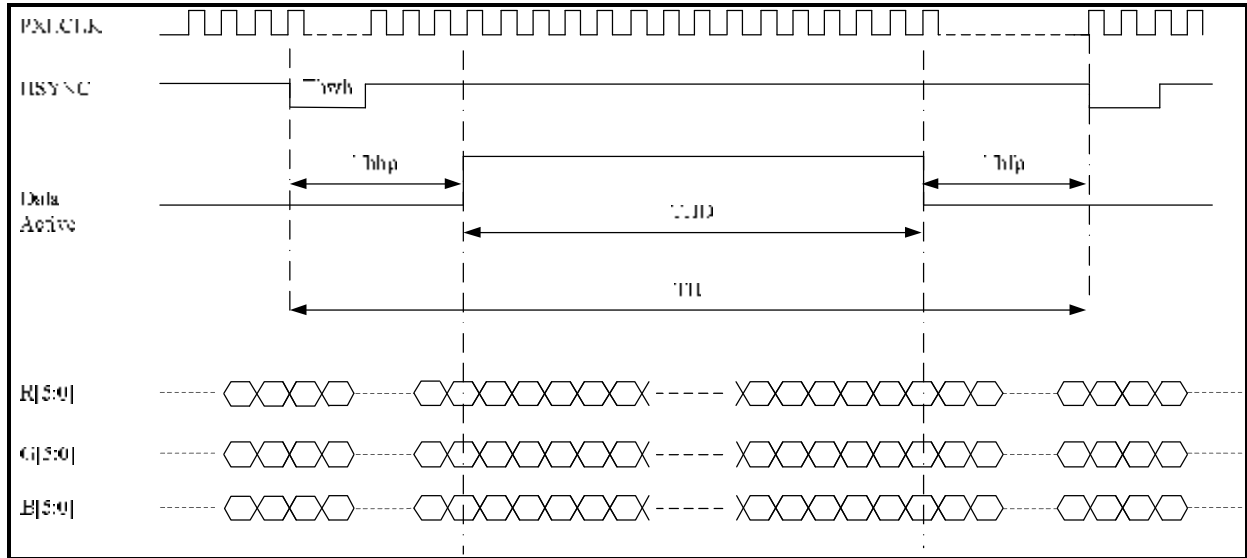 PXLCLK
HSYNC
Thwh
Thbp
Thfp
Data
Active
THD
TH
R[5:0]
G[5:0]
B[5:0]